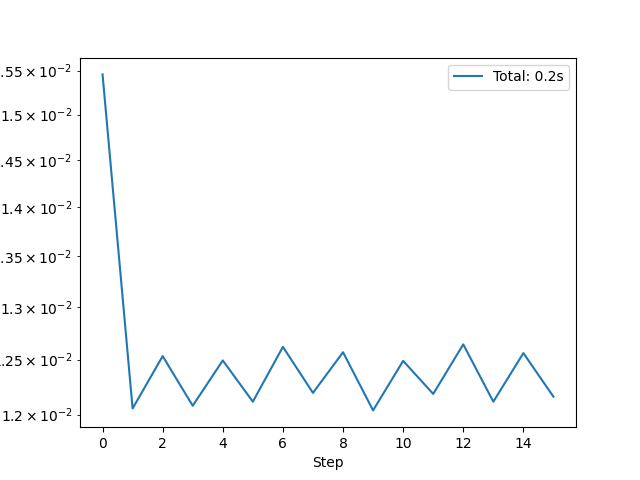 .55 × 10⁻²
1.5 × 10⁻²
.45 × 10⁻²
1.4 × 10⁻²
.35 × 10⁻²
1.3 × 10⁻²
.25 × 10⁻²
1.2 × 10⁻²
Total: 0.2s
0 2 4 6 8 10 12 14
Step